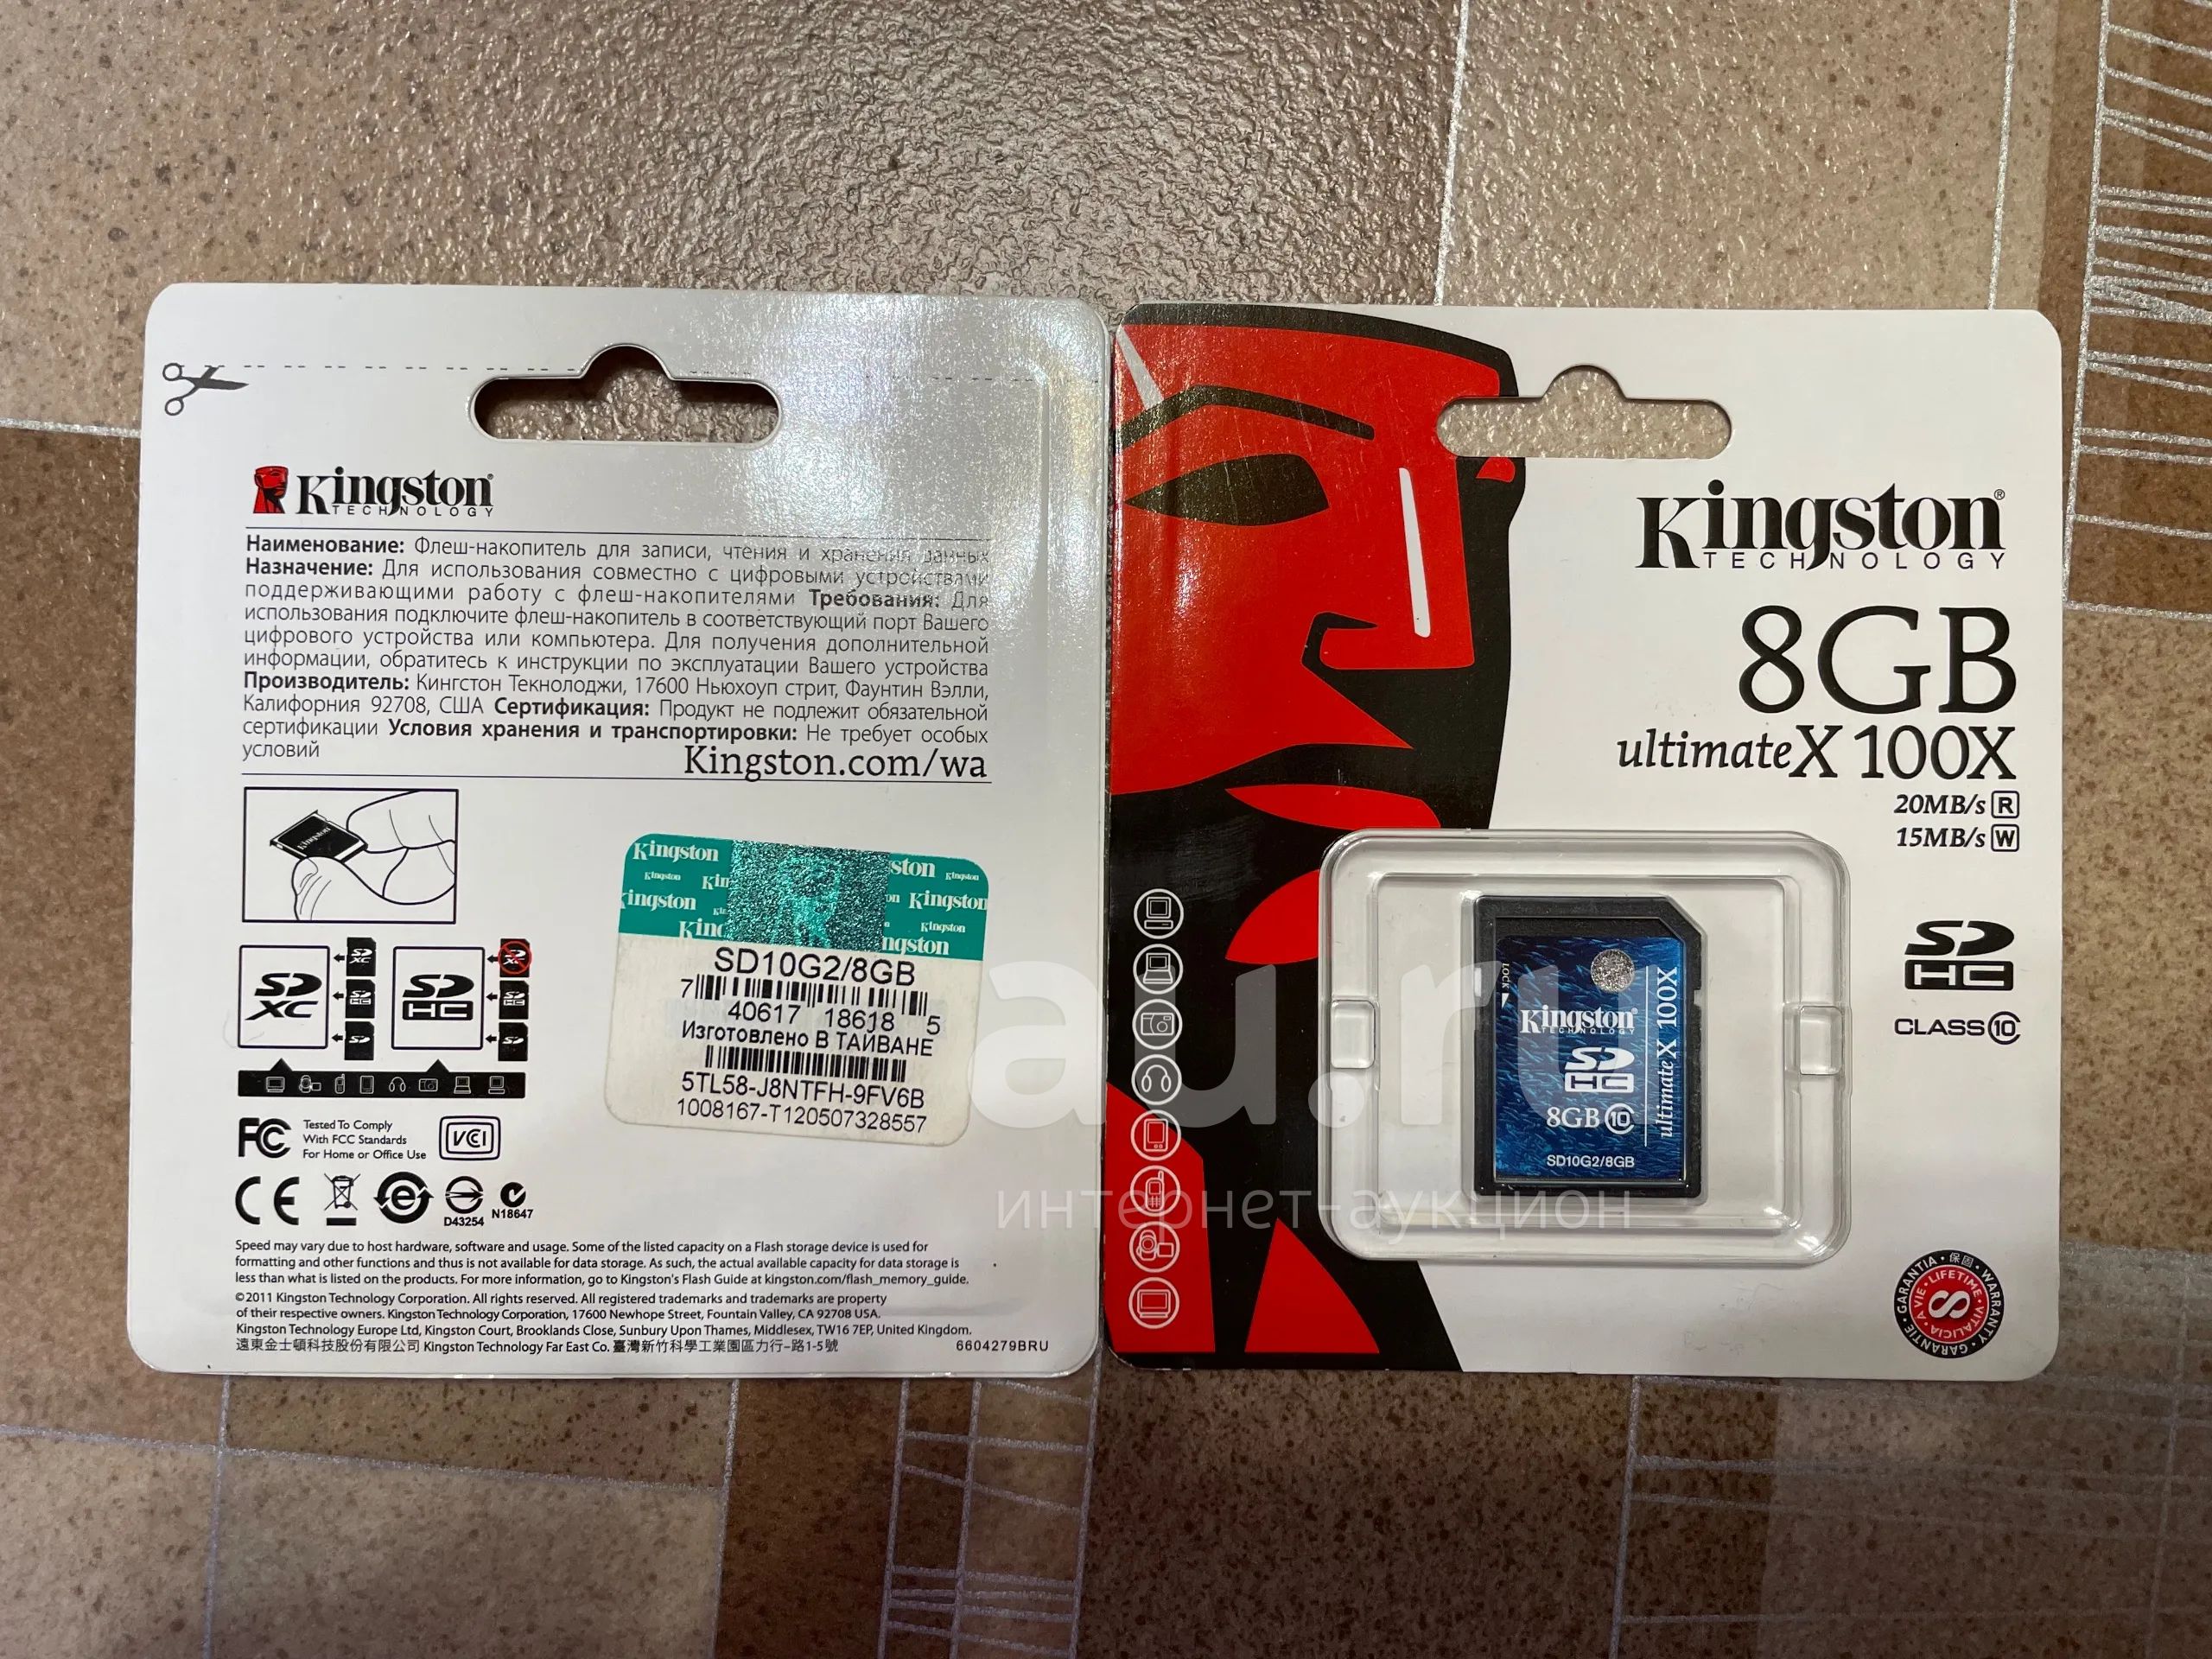 Kingston
TECHNOLOGY
Наименование: Флеш-накопитель для записи, чтения и хранения данных
Назначение: Для использования совместно с цифровыми устройствами
поддерживающими работу с флеш-накопителями Требования: Для
использования подключите флеш-накопитель в соответствующий порт Вашего
цифрового устройства или компьютера. Для получения дополнительной
информации, обратитесь к инструкции по эксплуатации Вашего устройства
Производитель: Кингстон Текнолоджи, 17600 Ньюхоуп стрит, Фаунтин Вэлли,
Калифорния 92708, США Сертификация: Продукт не подлежит обязательной
сертификации Условия хранения и транспортировки: Не требует особых
условий
Kingston.com/wa
Kingston
SD XC
SD HC
Kingston
SD10G2/8GB
7 40617 18618 5
Изготовлено В ТАЙВАНЕ
5TL58-J8NTFH-9FV6B
1008167-T120507328557
FC
Tested To Comply
With FCC Standards
For Home or Office Use
VCI
CE
D43254
N18647
Speed may vary due to host hardware, software and usage. Some of the listed capacity on a Flash storage device is used for
formatting and other functions and thus is not available for data storage. As such, the actual available capacity for data storage is
less than what is listed on the products. For more information, go to Kingston's Flash Guide at kingston.com/flash_memory_guide.
©2011 Kingston Technology Corporation. All rights reserved. All registered trademarks and trademarks are property
of their respective owners. Kingston Technology Corporation, 17600 Newhope Street, Fountain Valley, CA 92708 USA.
Kingston Technology Europe Ltd, Kingston Court, Brooklands Close, Sunbury Upon Thames, Middlesex, TW16 7EP, United Kingdom.
遠東金士頓科技股份有限公司 Kingston Technology Far East Co. 臺灣新竹科學工業園區力行一路1-5號
6604279BRU
Kingston®
TECHNOLOGY
8GB
ultimateX 100X
20MB/s R
15MB/s W
SD HC
CLASS 10
LOCK
Kingston®
TECHNOLOGY
SD HC
8GB 10
ultimateX 100X
SD10G2/8GB
GARANTIA • 保固 • WARRANTY • GARANZIA • GARANTIE
LIFETIME • VITALICIA • A VIE
au.ru
интернет-аукцион